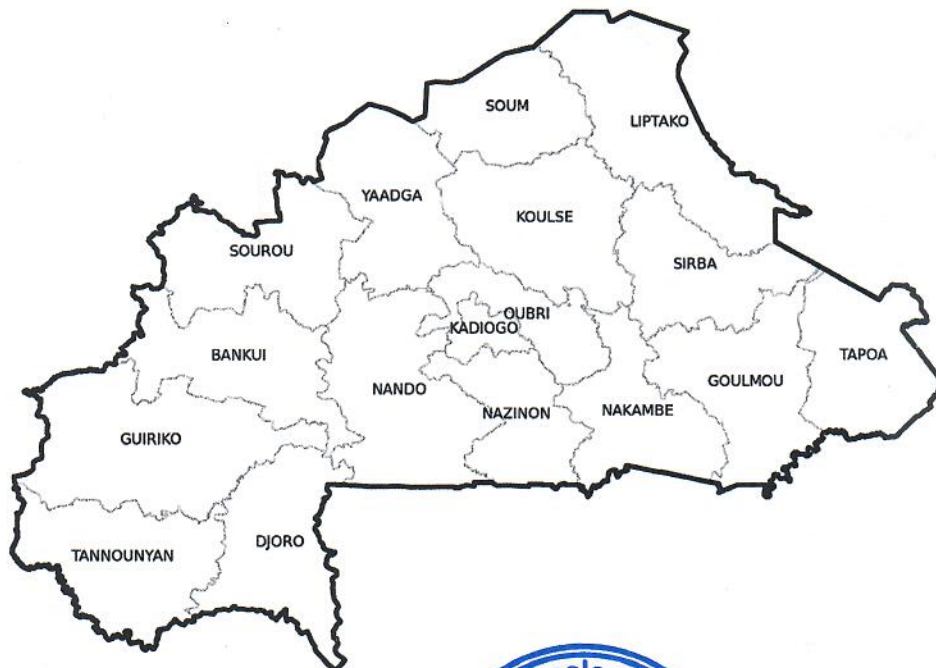 SOUM
LIPTAKO
YAADGA
KOULSE
SOUROU
SIRBA
OUBRI
KADIOGO
BANKUI
TAPOA
GOULMOU
NANDO
NAZINON
NAKAMBE
GUIRIKO
DJORO
TANNOUNYAN